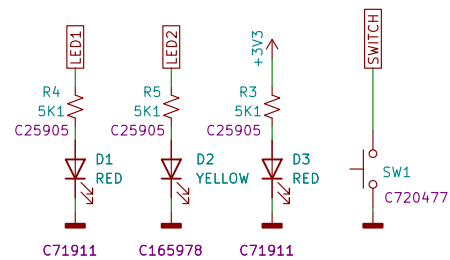 LED1
LED2
+3V3
SWITCH
R4
5K1
C25905
R5
5K1
C25905
R3
5K1
C25905
D1
RED
D2
YELLOW
D3
RED
SW1
C720477
C71911
C165978
C71911